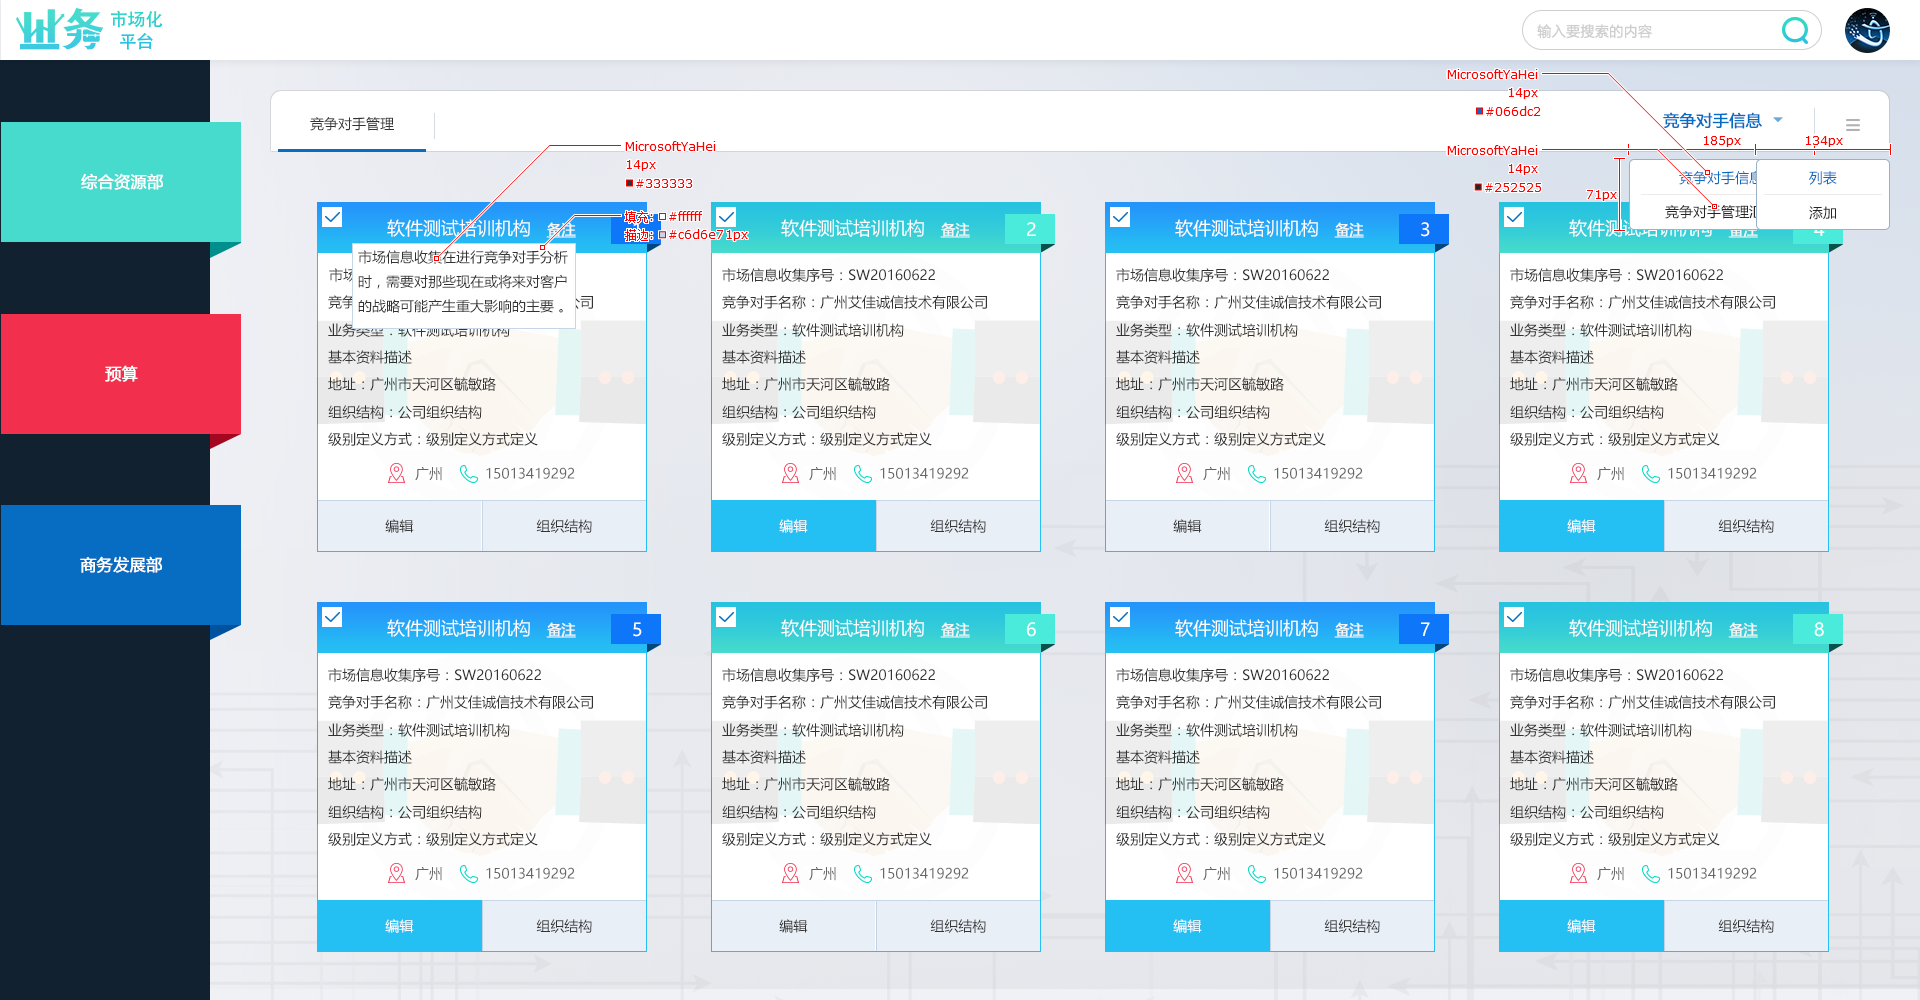 业务 市场化
平台
输入要搜索的内容
综合资源部
预算
商务发展部
竞争对手管理
竞争对手信息
MicrosoftYaHei
14px
#066dc2
MicrosoftYaHei
14px
#252525
185px
134px
71px
竞争对手信息
竞争对手管理汇
列表
添加
MicrosoftYaHei
14px
#333333
填充: #ffffff
描边: #c6d6e71px
软件测试培训机构 备注
市场信息收集在进行竞争对手分析
时，需要对那些现在或将来对客户
的战略可能产生重大影响的主要 。
业务类型：软件测试培训机构
基本资料描述
地址：广州市天河区毓敏路
组织结构：公司组织结构
级别定义方式：级别定义方式定义
广州 15013419292
编辑 组织结构
软件测试培训机构 备注 2
市场信息收集序号：SW20160622
竞争对手名称：广州艾佳诚信技术有限公司
业务类型：软件测试培训机构
基本资料描述
地址：广州市天河区毓敏路
组织结构：公司组织结构
级别定义方式：级别定义方式定义
广州 15013419292
编辑 组织结构
软件测试培训机构 备注 3
市场信息收集序号：SW20160622
竞争对手名称：广州艾佳诚信技术有限公司
业务类型：软件测试培训机构
基本资料描述
地址：广州市天河区毓敏路
组织结构：公司组织结构
级别定义方式：级别定义方式定义
广州 15013419292
编辑 组织结构
软件测试培训机构 备注 4
市场信息收集序号：SW20160622
竞争对手名称：广州艾佳诚信技术有限公司
业务类型：软件测试培训机构
基本资料描述
地址：广州市天河区毓敏路
组织结构：公司组织结构
级别定义方式：级别定义方式定义
广州 15013419292
编辑 组织结构
软件测试培训机构 备注 5
市场信息收集序号：SW20160622
竞争对手名称：广州艾佳诚信技术有限公司
业务类型：软件测试培训机构
基本资料描述
地址：广州市天河区毓敏路
组织结构：公司组织结构
级别定义方式：级别定义方式定义
广州 15013419292
编辑 组织结构
软件测试培训机构 备注 6
市场信息收集序号：SW20160622
竞争对手名称：广州艾佳诚信技术有限公司
业务类型：软件测试培训机构
基本资料描述
地址：广州市天河区毓敏路
组织结构：公司组织结构
级别定义方式：级别定义方式定义
广州 15013419292
编辑 组织结构
软件测试培训机构 备注 7
市场信息收集序号：SW20160622
竞争对手名称：广州艾佳诚信技术有限公司
业务类型：软件测试培训机构
基本资料描述
地址：广州市天河区毓敏路
组织结构：公司组织结构
级别定义方式：级别定义方式定义
广州 15013419292
编辑 组织结构
软件测试培训机构 备注 8
市场信息收集序号：SW20160622
竞争对手名称：广州艾佳诚信技术有限公司
业务类型：软件测试培训机构
基本资料描述
地址：广州市天河区毓敏路
组织结构：公司组织结构
级别定义方式：级别定义方式定义
广州 15013419292
编辑 组织结构